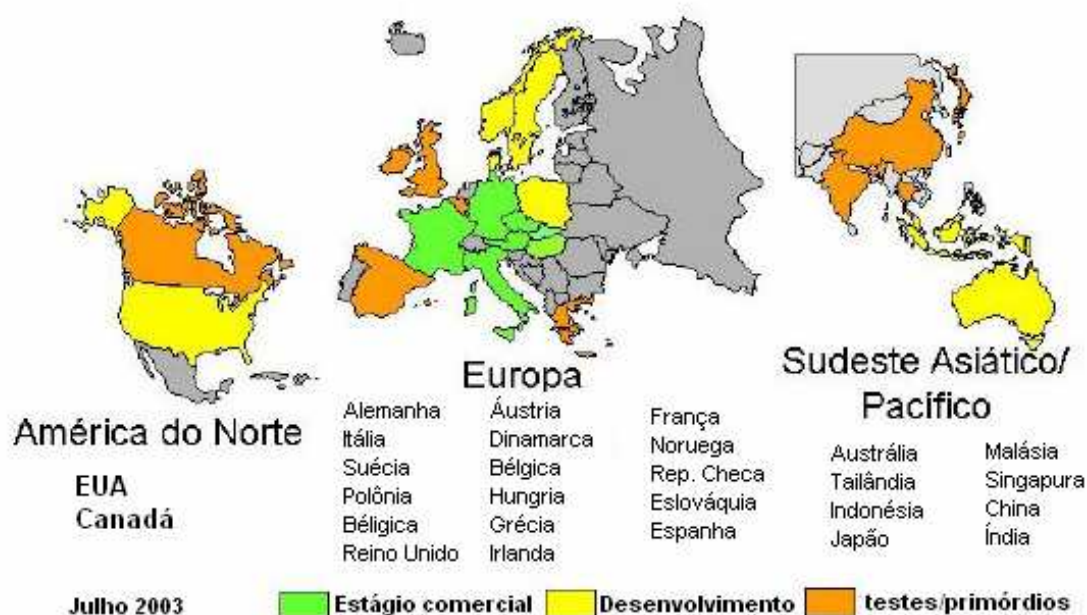 América do Norte
EUA
Canadá
Europa
Alemanha
Itália
Suécia
Polônia
Béligica
Reino Unido
Áustria
Dinamarca
Bélgica
Hungria
Grécia
Irlanda
França
Noruega
Rep. Checa
Eslováquia
Espanha
Sudeste Asiático/
Pacífico
Austrália
Tailândia
Indonésia
Japão
Malásia
Singapura
China
Índia
Julho 2003
Estágio comercial
Desenvolvimento
testes/primórdios